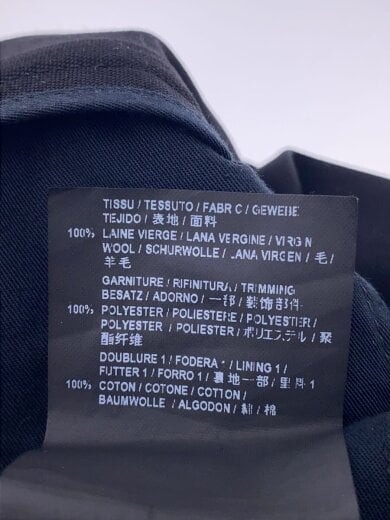 TISSU / TESSUTO / FABRIC / GEWEBE
TEJIDO / 表地 / 面料
100% LAINE VIERGE / LANA VERGINE / VIRGIN
WOOL / SCHURWOLLE / LANA VIRGEN / 毛 /
羊毛
GARNITURE / RIFINITURA / TRIMMING
BESATZ / ADORNO / 一部 / 装饰部件
100% POLYESTER / POLIESTERE / POLYESTER /
POLYESTER / POLIESTER / ポリエステル / 聚
酯纤维
DOUBLURE 1 / FODERA 1 / LINING 1 /
FUTTER 1 / FORRO 1 / 裏地一部 / 里料 1
100% COTON / COTONE / COTTON /
BAUMWOLLE / ALGODON / 綿 / 棉